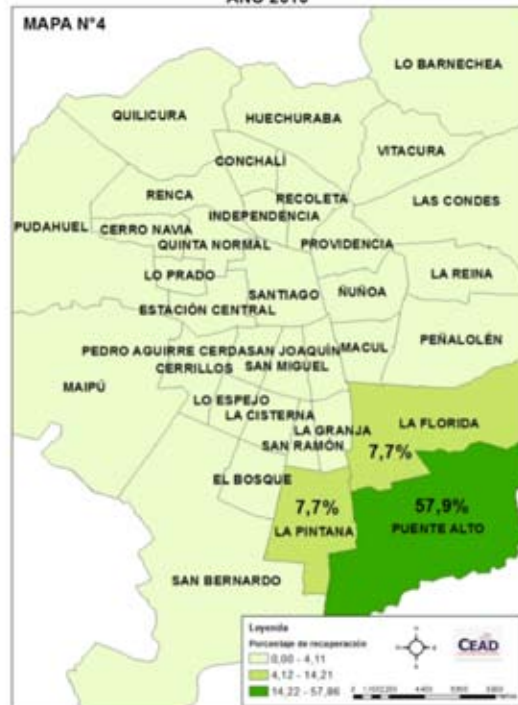 AÑO 2010
MAPA N°4
LO BARNECHEA
QUILICURA
HUECHURABA
CONCHALÍ
VITACURA
RENCA
RECOLETA
LAS CONDES
INDEPENDENCIA
PUDAHUEL
CERRO NAVIA
QUINTA NORMAL
PROVIDENCIA
LO PRADO
LA REINA
SANTIAGO
ÑUÑOA
ESTACIÓN CENTRAL
PEÑALOLÉN
PEDRO AGUIRRE CERDA
SAN JOAQUÍN
MACUL
CERRILLOS
SAN MIGUEL
MAIPÚ
LO ESPEJO
LA CISTERNA
LA FLORIDA
LA GRANJA
SAN RAMÓN
7,7%
EL BOSQUE
7,7%
57,9%
LA PINTANA
PUENTE ALTO
SAN BERNARDO
Leyenda
Porcentaje de recuperación
0,00 - 4,11
4,12 - 14,21
14,22 - 57,86
CEAD